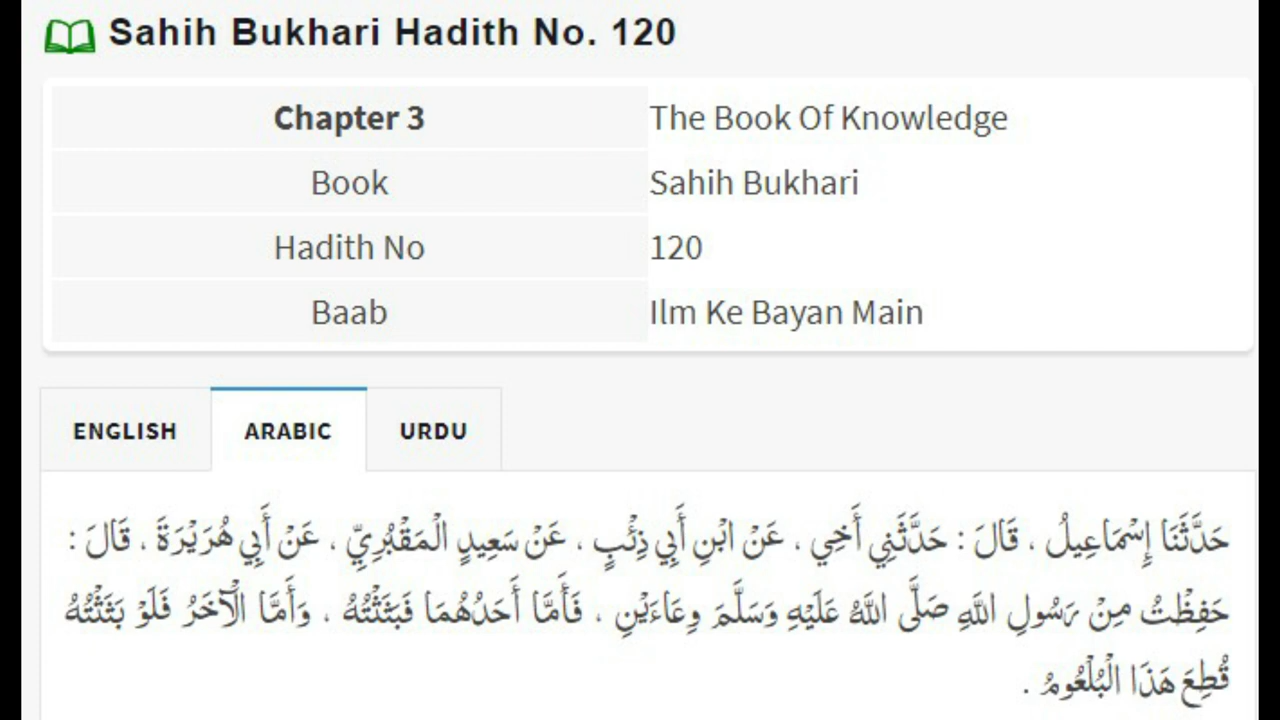 Sahih Bukhari Hadith No. 120
Chapter 3 The Book Of Knowledge
Book Sahih Bukhari
Hadith No 120
Baab Ilm Ke Bayan Main
ENGLISH ARABIC URDU
حَدَّثَنَا إِسْمَاعِيلُ ، قَالَ : حَدَّثَنِي أَخِي ، عَنْ ابْنِ أَبِي ذِئْبٍ ، عَنْ سَعِيدٍ الْمَقْبُرِيِّ ، عَنْ أَبِي هُرَيْرَةَ ، قَالَ :
حَفِظْتُ مِنْ رَسُولِ اللَّهِ صَلَّى اللَّهُ عَلَيْهِ وَسَلَّمَ وِعَاءَيْنِ ، فَأَمَّا أَحَدُهُمَا فَبَثَثْتُهُ ، وَأَمَّا الْآخَرُ فَلَوْ بَثَثْتُهُ
قُطِعَ هَذَا الْبُلْعُومُ .